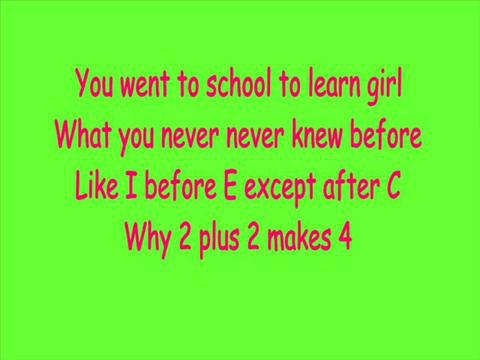 You went to school to learn girl
What you never never knew before
Like I before E except after C
Why 2 plus 2 makes 4